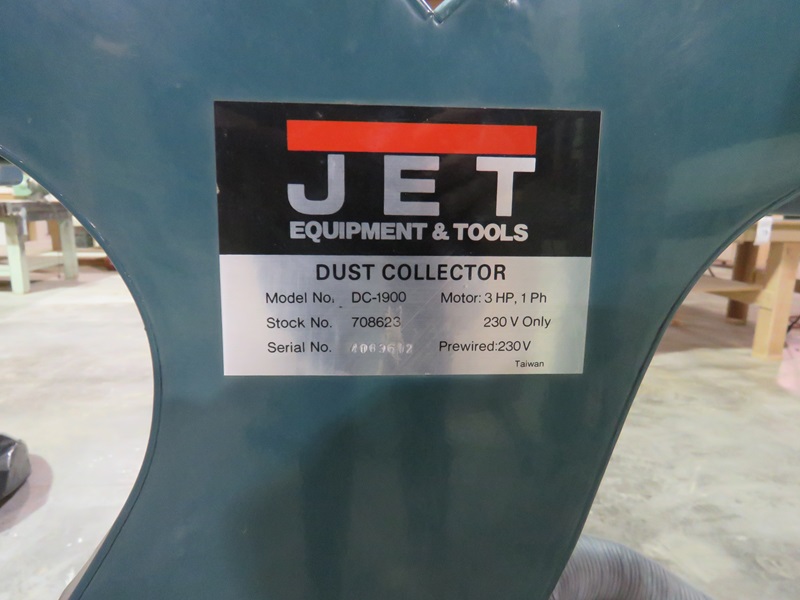 JET
EQUIPMENT & TOOLS
DUST COLLECTOR
Model No. DC-1900 Motor: 3 HP, 1 Ph
Stock No. 708623 230 V Only
Serial No. Prewired:230V
Taiwan